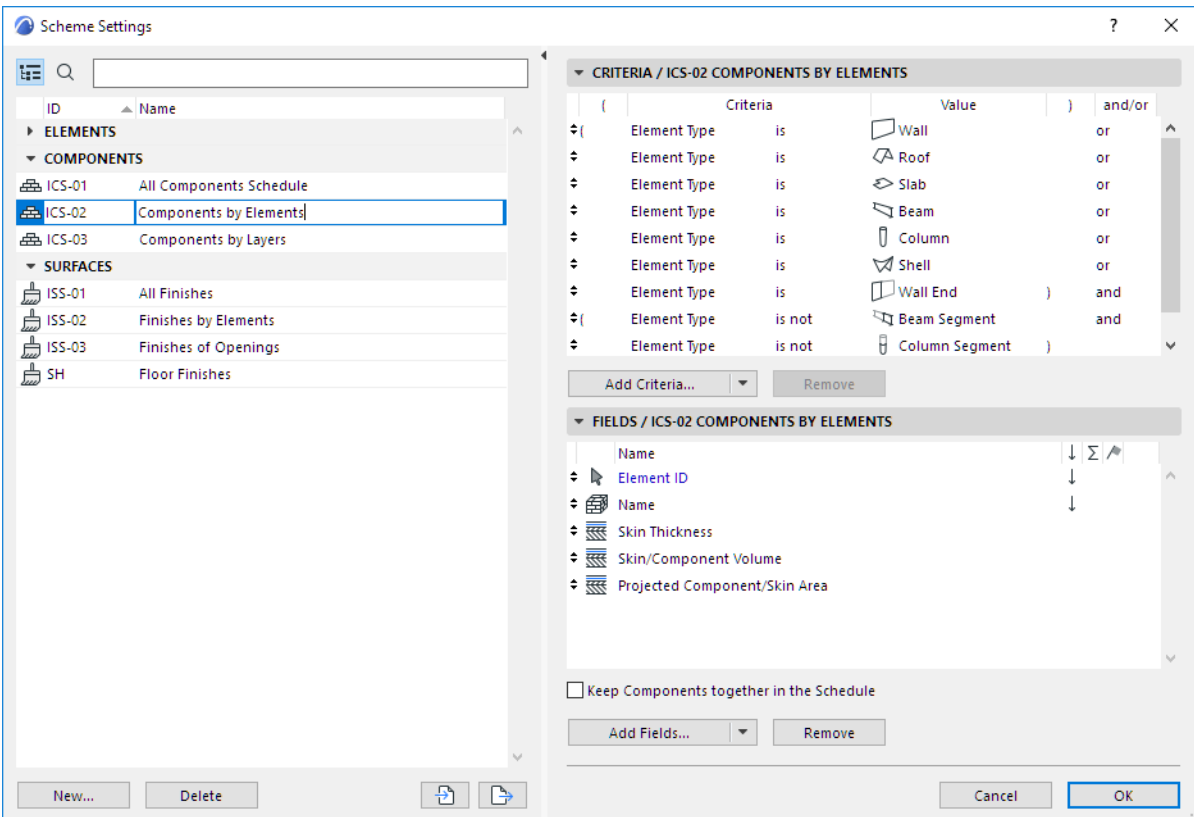 Scheme Settings
?
ID Name
ELEMENTS
COMPONENTS
ICS-01 All Components Schedule
ICS-02 Components by Elements
ICS-03 Components by Layers
SURFACES
ISS-01 All Finishes
ISS-02 Finishes by Elements
ISS-03 Finishes of Openings
SH Floor Finishes
New... Delete
CRITERIA / ICS-02 COMPONENTS BY ELEMENTS
( Criteria Value ) and/or
( Element Type is Wall or
Element Type is Roof or
Element Type is Slab or
Element Type is Beam or
Element Type is Column or
Element Type is Shell or
Element Type is Wall End ) and
( Element Type is not Beam Segment and
Element Type is not Column Segment )
Add Criteria... Remove
FIELDS / ICS-02 COMPONENTS BY ELEMENTS
Name ↓ Σ
Element ID ↓
Name ↓
Skin Thickness
Skin/Component Volume
Projected Component/Skin Area
Keep Components together in the Schedule
Add Fields... Remove
Cancel OK